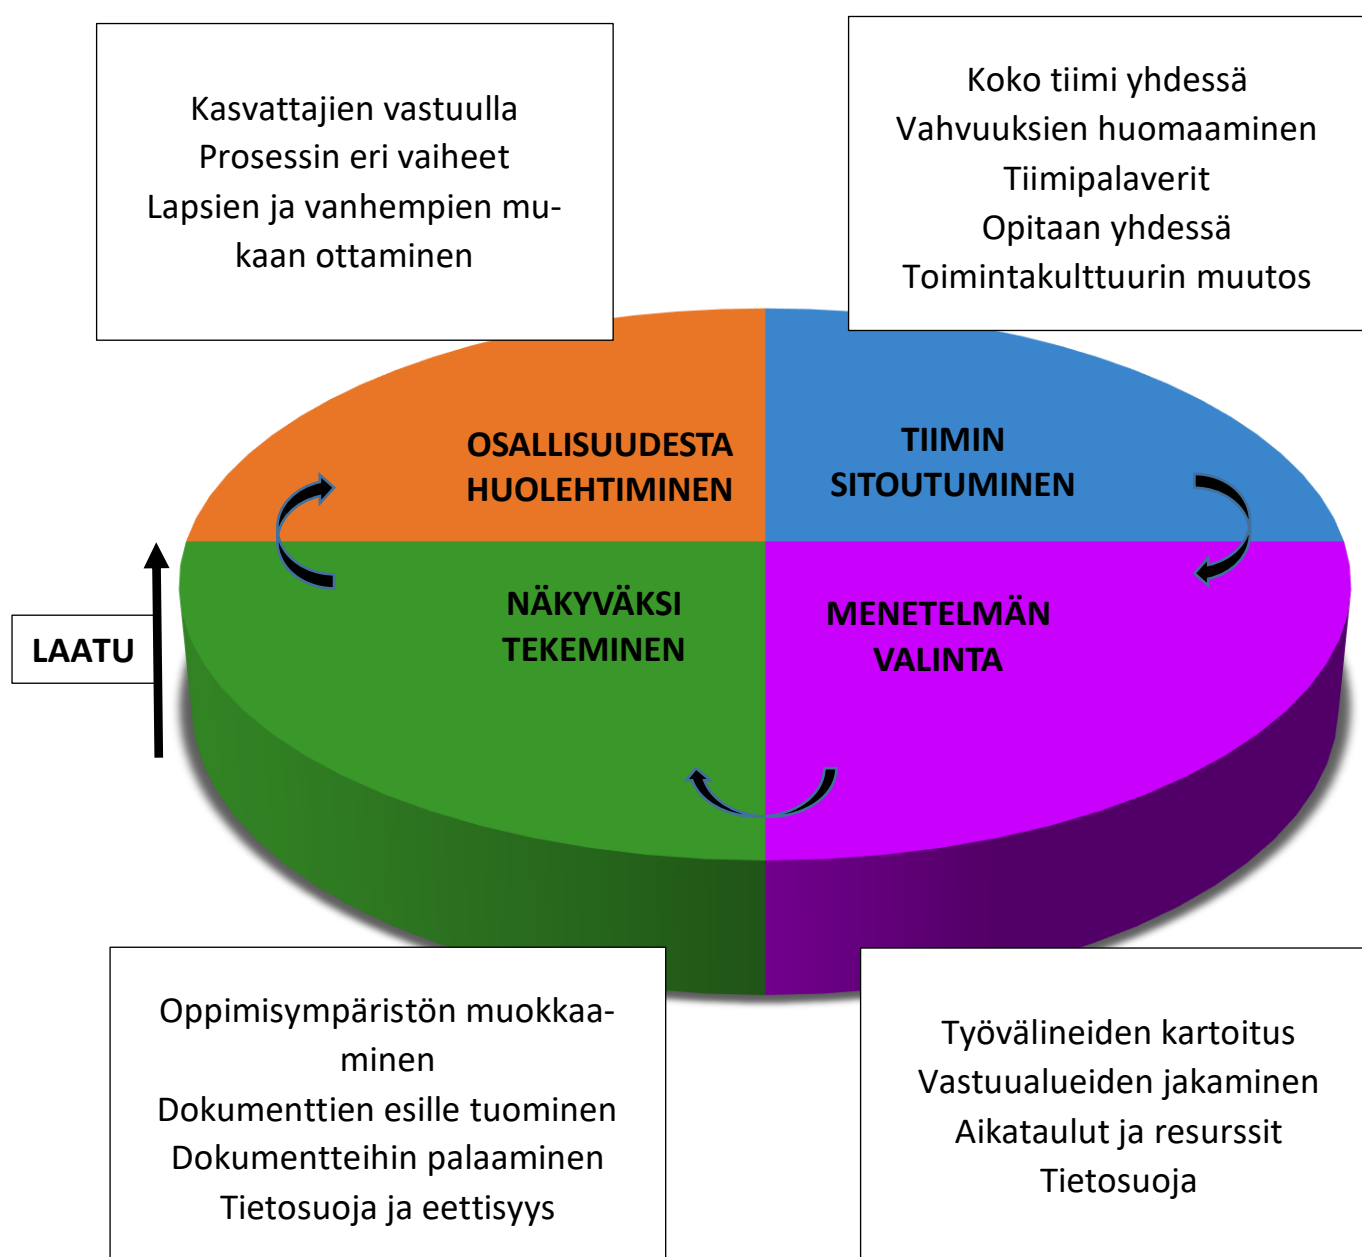 Kasvattajien vastuulla
Prosessin eri vaiheet
Lapsien ja vanhempien mu-
kaan ottaminen
Koko tiimi yhdessä
Vahvuuksien huomaaminen
Tiimipalaverit
Opitaan yhdessä
Toimintakulttuurin muutos
OSALLISUUDESTA
HUOLEHTIMINEN
TIIMIN
SITOUTUMINEN
LAATU
NÄKYVÄKSI
TEKEMINEN
MENETELMÄN
VALINTA
Oppimisympäristön muokkaa-
minen
Dokumenttien esille tuominen
Dokumentteihin palaaminen
Tietosuoja ja eettisyys
Työvälineiden kartoitus
Vastuualueiden jakaminen
Aikataulut ja resurssit
Tietosuoja